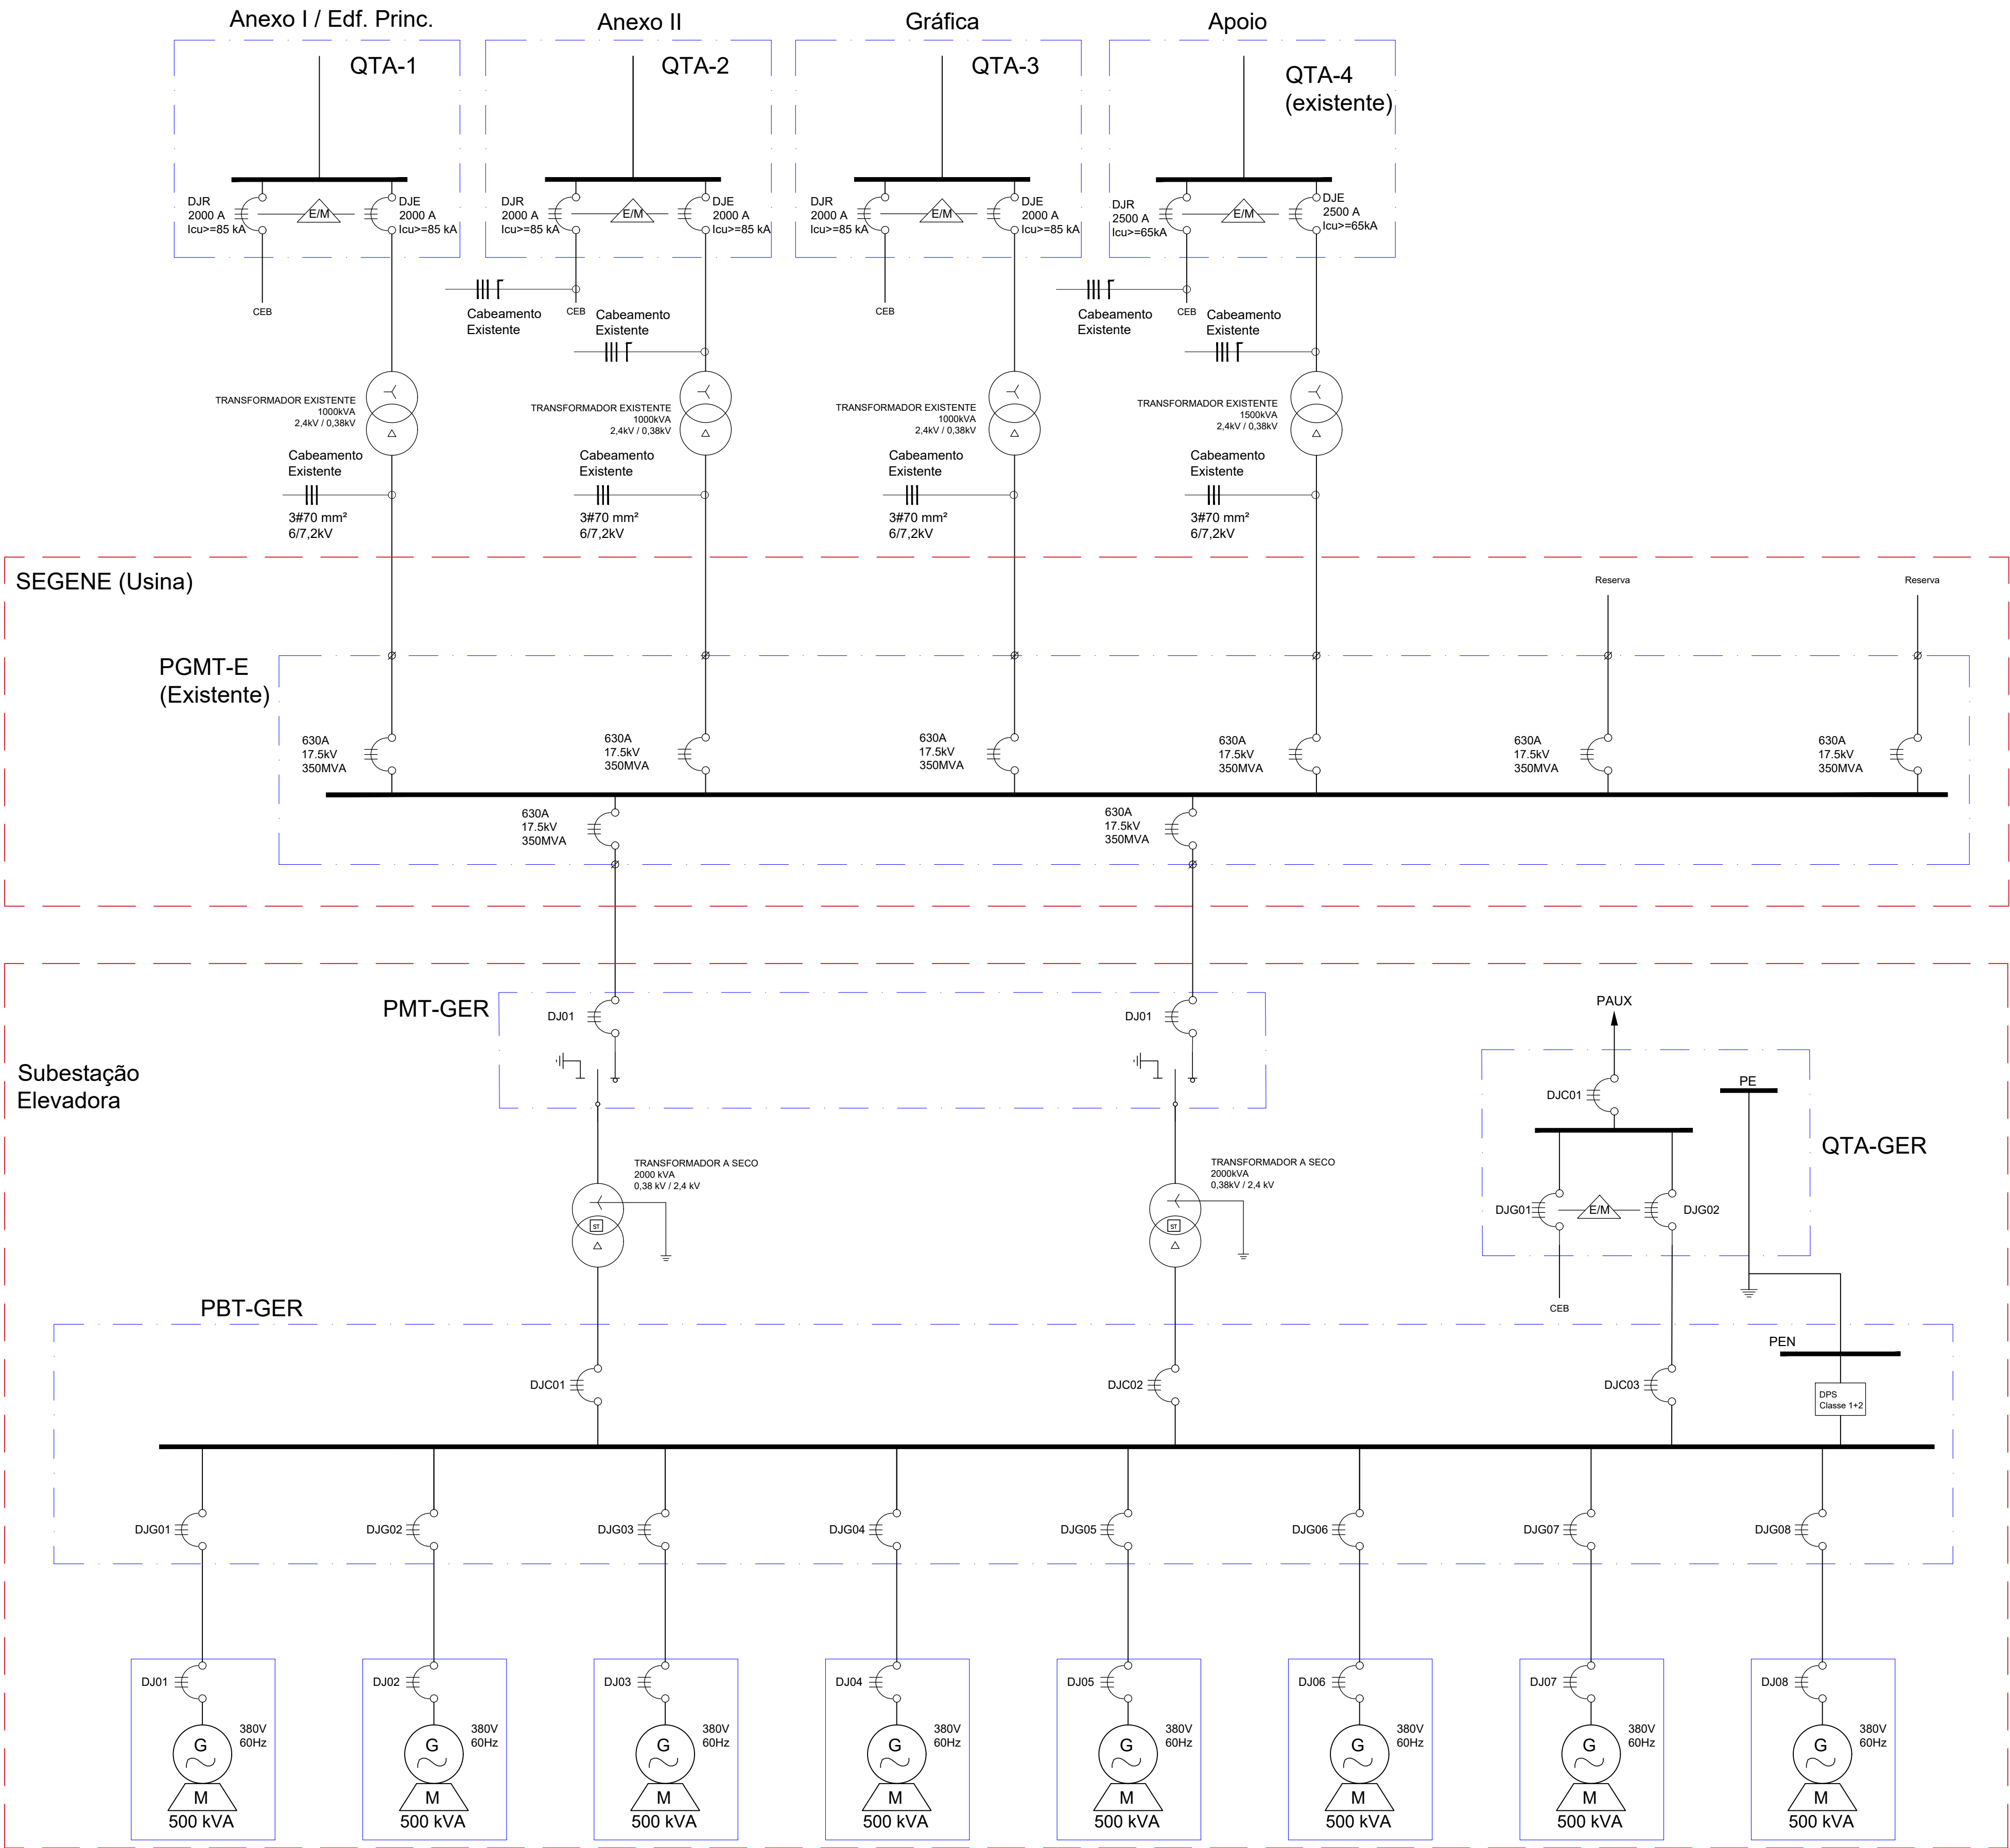 Anexo I / Edf. Princ.
Anexo II
Gráfica
Apoio
QTA-1
QTA-2
QTA-3
QTA-4
(existente)
DJR
2000 A
Icu>=85 kA
E/M
DJE
2000 A
Icu>=85 kA
DJR
2000 A
Icu>=85 kA
E/M
DJE
2000 A
Icu>=85 kA
DJR
2000 A
Icu>=85 kA
E/M
DJE
2000 A
Icu>=85 kA
DJR
2500 A
Icu>=65kA
E/M
DJE
2500 A
Icu>=65kA
CEB
Cabeamento
Existente
CEB
Cabeamento
Existente
CEB
Cabeamento
Existente
CEB
Cabeamento
Existente
TRANSFORMADOR EXISTENTE
1000kVA
2,4kV / 0,38kV
TRANSFORMADOR EXISTENTE
1000kVA
2,4kV / 0,38kV
TRANSFORMADOR EXISTENTE
1000kVA
2,4kV / 0,38kV
TRANSFORMADOR EXISTENTE
1500kVA
2,4kV / 0,38kV
Cabeamento
Existente
3#70 mm²
6/7,2kV
Cabeamento
Existente
3#70 mm²
6/7,2kV
Cabeamento
Existente
3#70 mm²
6/7,2kV
Cabeamento
Existente
3#70 mm²
6/7,2kV
SEGENE (Usina)
Reserva
Reserva
PGMT-E
(Existente)
630A
17.5kV
350MVA
630A
17.5kV
350MVA
630A
17.5kV
350MVA
630A
17.5kV
350MVA
630A
17.5kV
350MVA
630A
17.5kV
350MVA
630A
17.5kV
350MVA
630A
17.5kV
350MVA
Subestação
Elevadora
PMT-GER
DJ01
DJ01
PAUX
DJC01
PE
QTA-GER
TRANSFORMADOR A SECO
2000 kVA
0,38 kV / 2,4 kV
ST
TRANSFORMADOR A SECO
2000kVA
0,38kV / 2,4 kV
ST
DJG01
E/M
DJG02
CEB
PBT-GER
PEN
DJC01
DJC02
DJC03
DPS
Classe 1+2
DJG01
DJG02
DJG03
DJG04
DJG05
DJG06
DJG07
DJG08
DJ01
380V
60Hz
G
M
500 kVA
DJ02
380V
60Hz
G
M
500 kVA
DJ03
380V
60Hz
G
M
500 kVA
DJ04
380V
60Hz
G
M
500 kVA
DJ05
380V
60Hz
G
M
500 kVA
DJ06
380V
60Hz
G
M
500 kVA
DJ07
380V
60Hz
G
M
500 kVA
DJ08
380V
60Hz
G
M
500 kVA